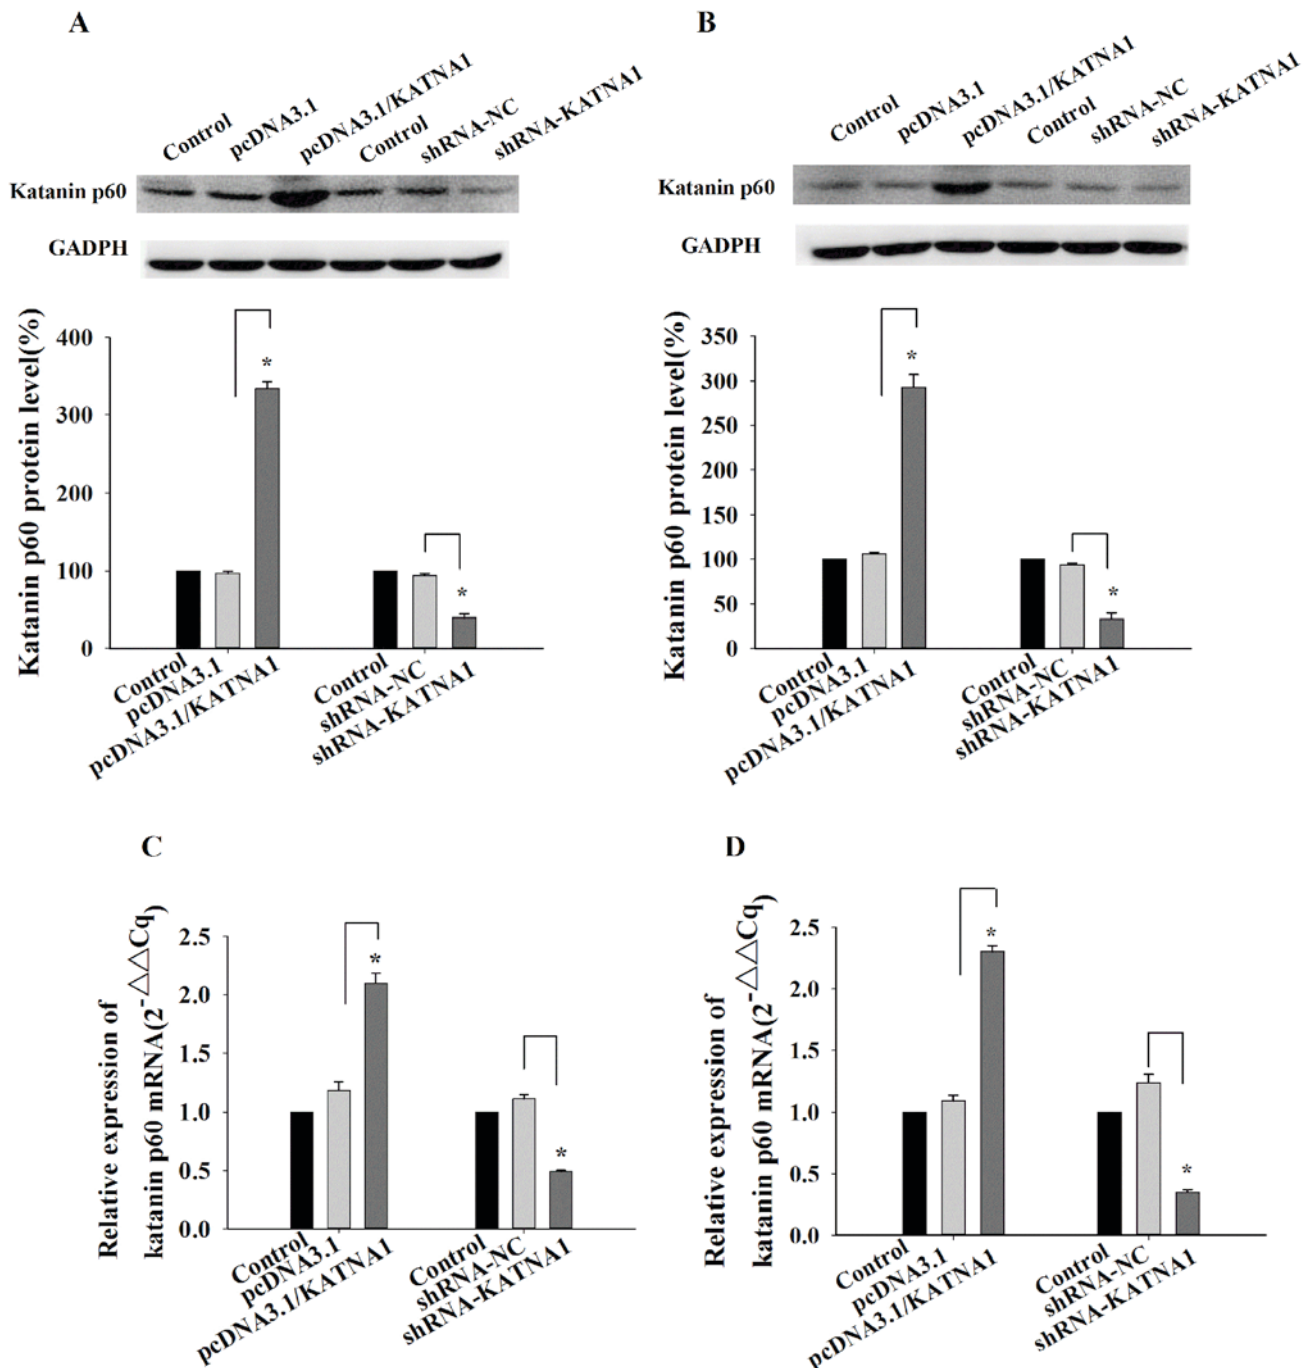 A
Control
pcDNA3.1
pcDNA3.1/KATNA1
Control
shRNA-NC
shRNA-KATNA1
Katanin p60
GADPH
Katanin p60 protein level(%)
400
300
200
100
0
*
*
Control
pcDNA3.1
pcDNA3.1/KATNA1
Control
shRNA-NC
shRNA-KATNA1
B
Control
pcDNA3.1
pcDNA3.1/KATNA1
Control
shRNA-NC
shRNA-KATNA1
Katanin p60
GADPH
Katanin p60 protein level(%)
350
300
250
200
150
100
50
0
*
*
Control
pcDNA3.1
pcDNA3.1/KATNA1
Control
shRNA-NC
shRNA-KATNA1
C
Relative expression of
katanin p60 mRNA(2⁻△△Cq)
2.5
2.0
1.5
1.0
0.5
0.0
*
*
Control
pcDNA3.1
pcDNA3.1/KATNA1
Control
shRNA-NC
shRNA-KATNA1
D
Relative expression of
katanin p60 mRNA(2⁻△△Cq)
2.5
2.0
1.5
1.0
0.5
0.0
*
*
Control
pcDNA3.1
pcDNA3.1/KATNA1
Control
shRNA-NC
shRNA-KATNA1